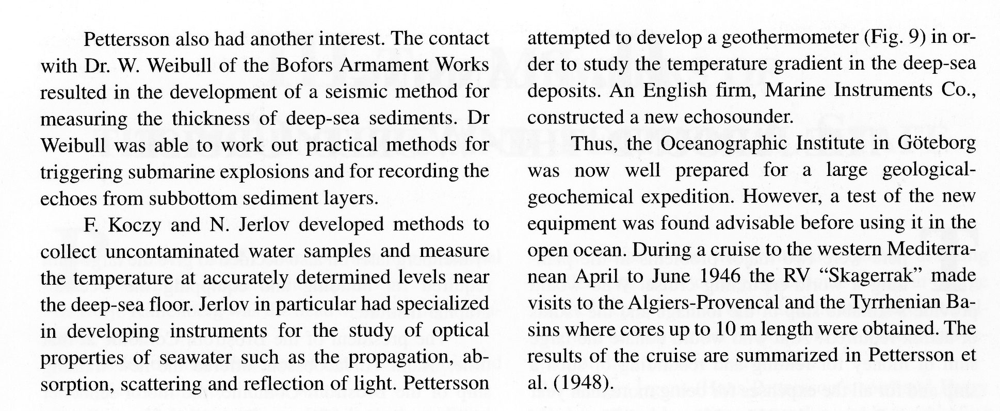 Pettersson also had another interest. The contact
with Dr. W. Weibull of the Bofors Armament Works
resulted in the development of a seismic method for
measuring the thickness of deep-sea sediments. Dr
Weibull was able to work out practical methods for
triggering submarine explosions and for recording the
echoes from subbottom sediment layers.
F. Koczy and N. Jerlov developed methods to
collect uncontaminated water samples and measure
the temperature at accurately determined levels near
the deep-sea floor. Jerlov in particular had specialized
in developing instruments for the study of optical
properties of seawater such as the propagation, ab-
sorption, scattering and reflection of light. Pettersson
attempted to develop a geothermometer (Fig. 9) in or-
der to study the temperature gradient in the deep-sea
deposits. An English firm, Marine Instruments Co.,
constructed a new echosounder.
Thus, the Oceanographic Institute in Göteborg
was now well prepared for a large geological-
geochemical expedition. However, a test of the new
equipment was found advisable before using it in the
open ocean. During a cruise to the western Mediterra-
nean April to June 1946 the RV “Skagerrak” made
visits to the Algiers-Provencal and the Tyrrhenian Ba-
sins where cores up to 10 m length were obtained. The
results of the cruise are summarized in Pettersson et
al. (1948).